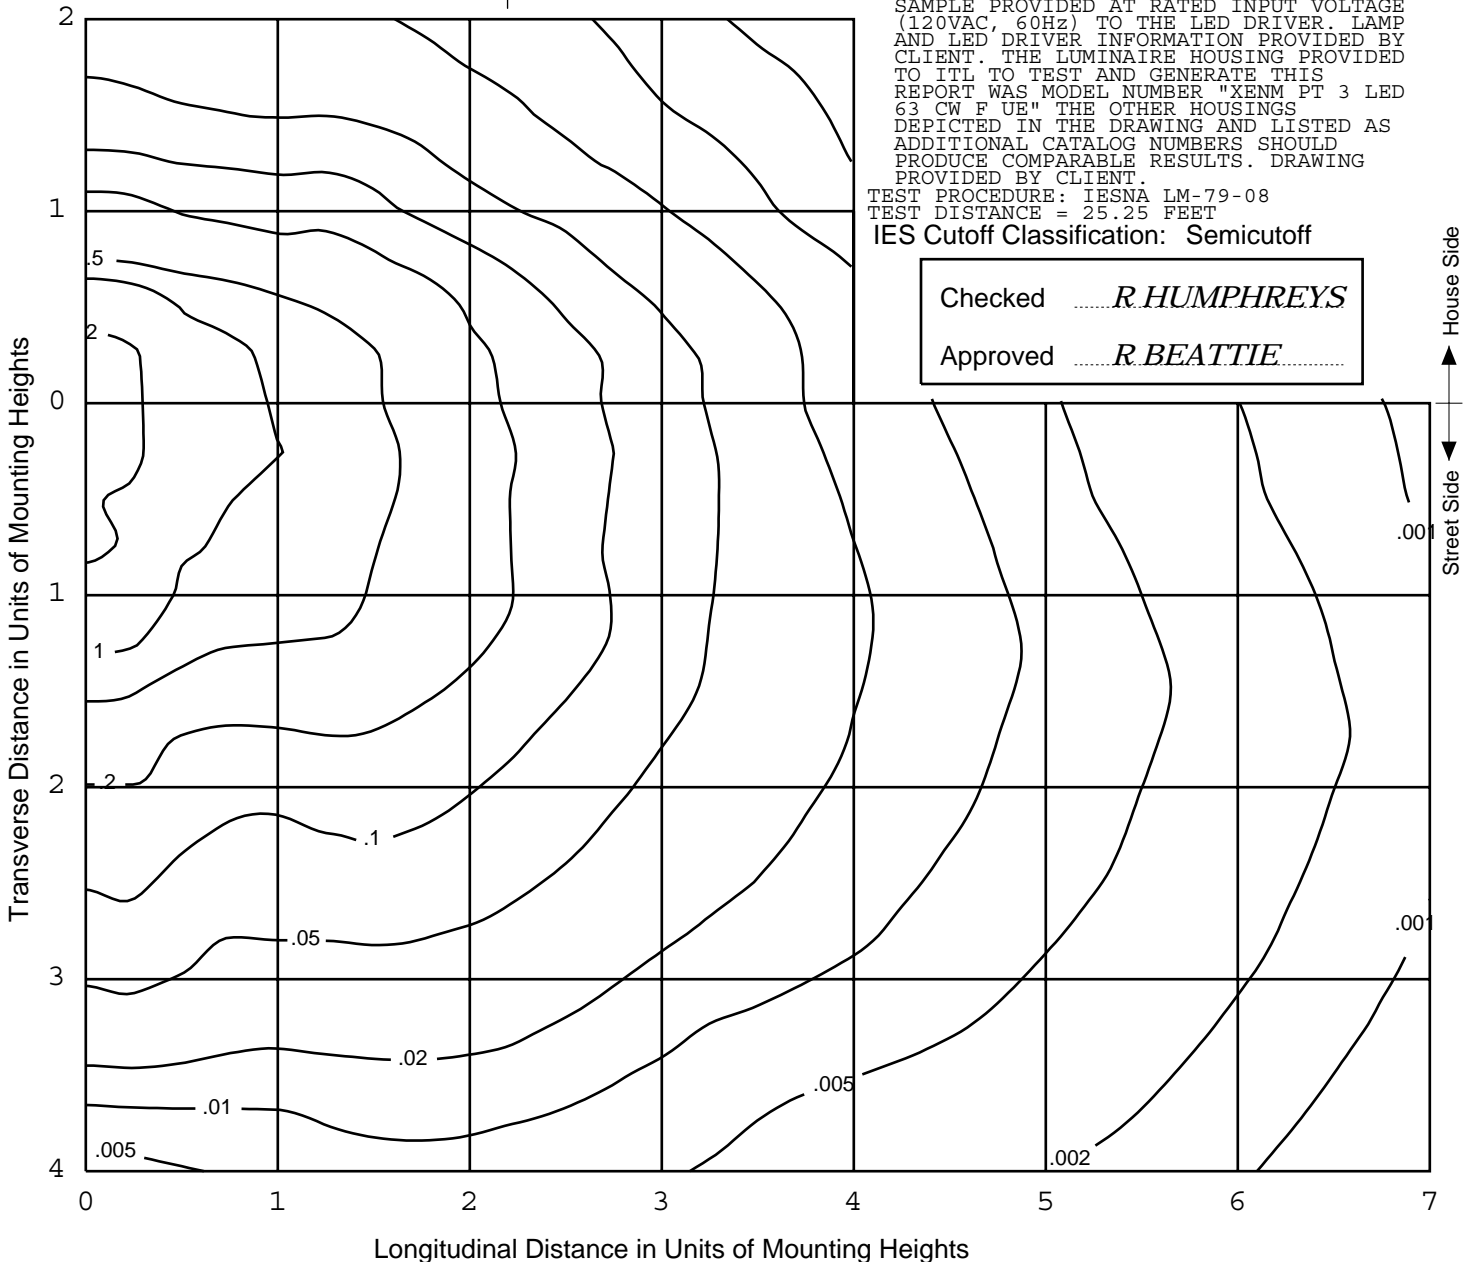 SAMPLE PROVIDED AT RATED INPUT VOLTAGE
(120VAC, 60Hz) TO THE LED DRIVER. LAMP
AND LED DRIVER INFORMATION PROVIDED BY
CLIENT. THE LUMINAIRE HOUSING PROVIDED
TO ITL TO TEST AND GENERATE THIS
REPORT WAS MODEL NUMBER "XENM PT 3 LED
63 CW F UE" THE OTHER HOUSINGS
DEPICTED IN THE DRAWING AND LISTED AS
ADDITIONAL CATALOG NUMBERS SHOULD
PRODUCE COMPARABLE RESULTS. DRAWING
PROVIDED BY CLIENT.
TEST PROCEDURE: IESNA LM-79-08
TEST DISTANCE = 25.25 FEET
IES Cutoff Classification: Semicutoff
Checked R HUMPHREYS
Approved R BEATTIE
House Side
Street Side
Transverse Distance in Units of Mounting Heights
2
1
0
1
2
3
4
.5
2
1
.2
.1
.05
.02
.01
.005
.005
.002
.001
.001
0 1 2 3 4 5 6 7
Longitudinal Distance in Units of Mounting Heights